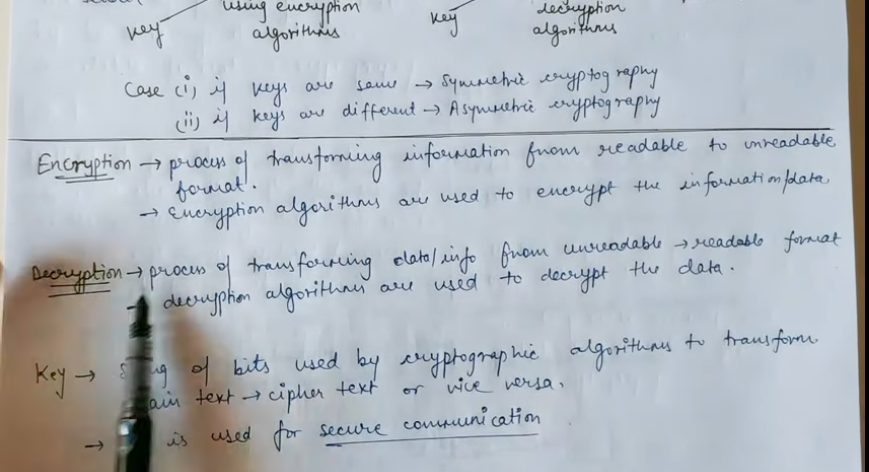 using encryption
decryption
Key
algorithms
Key
algorithms
Case (i) if keys are same → Symmetric cryptography
(ii) if keys are different → Asymmetric cryptography
Encryption → process of transforming information from readable to unreadable
format.
→ Encryption algorithms are used to encrypt the information/data
Decryption → process of transforming data/info from unreadable → readable format
→ decryption algorithms are used to decrypt the data.
Key → of bits used by cryptographic algorithms to transform
text → cipher text or vice versa.
→ is used for secure communication